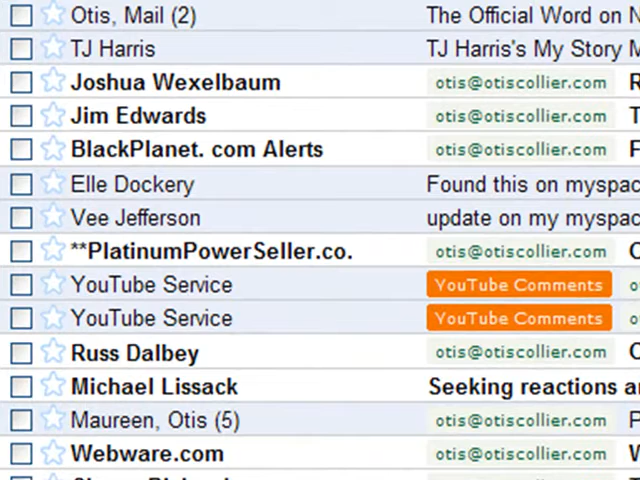 Otis, Mail (2) The Official Word on
TJ Harris TJ Harris's My Story
Joshua Wexelbaum otis@otiscollier.com
Jim Edwards otis@otiscollier.com
BlackPlanet. com Alerts otis@otiscollier.com
Elle Dockery Found this on myspac
Vee Jefferson update on my myspac
**PlatinumPowerSeller.co. otis@otiscollier.com
YouTube Service YouTube Comments
YouTube Service YouTube Comments
Russ Dalbey otis@otiscollier.com
Michael Lissack Seeking reactions a
Maureen, Otis (5) otis@otiscollier.com
Webware.com otis@otiscollier.com